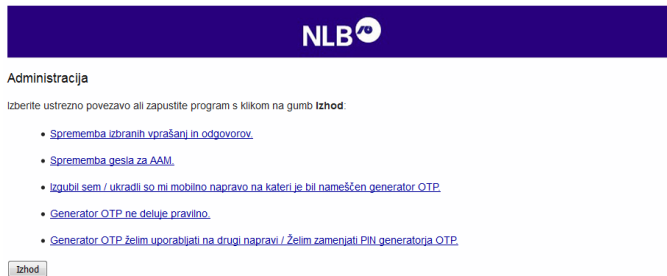 NLB
Administracija
Izberite ustrezno povezavo ali zapustite program s klikom na gumb Izhod:
• Sprememba izbranih vprašanj in odgovorov.
• Sprememba gesla za AAM.
• Izgubil sem / ukradli so mi mobilno napravo na kateri je bil nameščen generator OTP.
• Generator OTP ne deluje pravilno.
• Generator OTP želim uporabljati na drugi napravi / Želim zamenjati PIN generatorja OTP.
Izhod